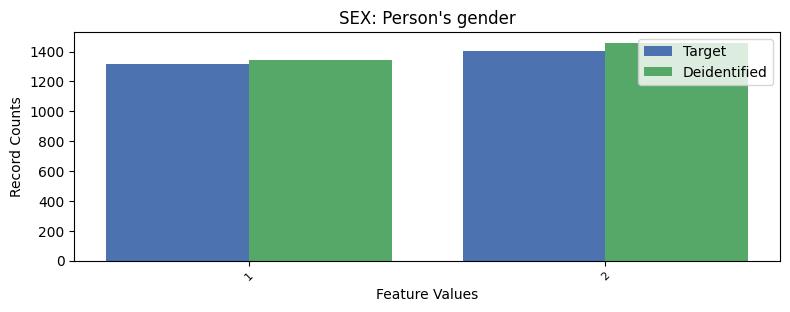 SEX: Person's gender
Target
Deidentified
Record Counts
1400
1200
1000
800
600
400
200
0
1
2
Feature Values